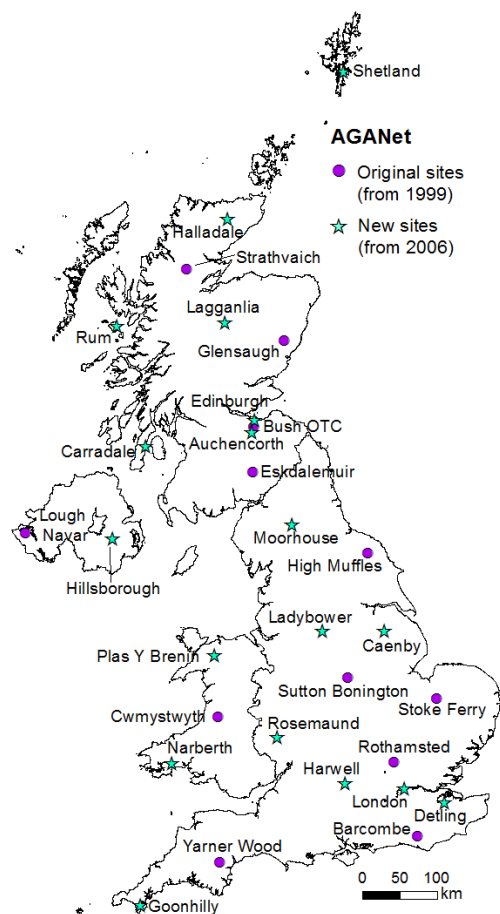 Shetland
AGANet
Original sites
(from 1999)
New sites
(from 2006)
Halladale
Strathvaich
Lagganlia
Rum
Glensaugh
Edinburgh
Bush OTC
Auchencorth
Carradale
Eskdalemuir
Lough
Navar
Moorhouse
High Muffles
Hillsborough
Ladybower
Caenby
Plas Y Brenin
Sutton Bonington
Stoke Ferry
Cwmystwyth
Rosemaund
Narberth
Rothamsted
Harwell
London
Detling
Barcombe
Yarner Wood
Goonhilly
0 50 100
km